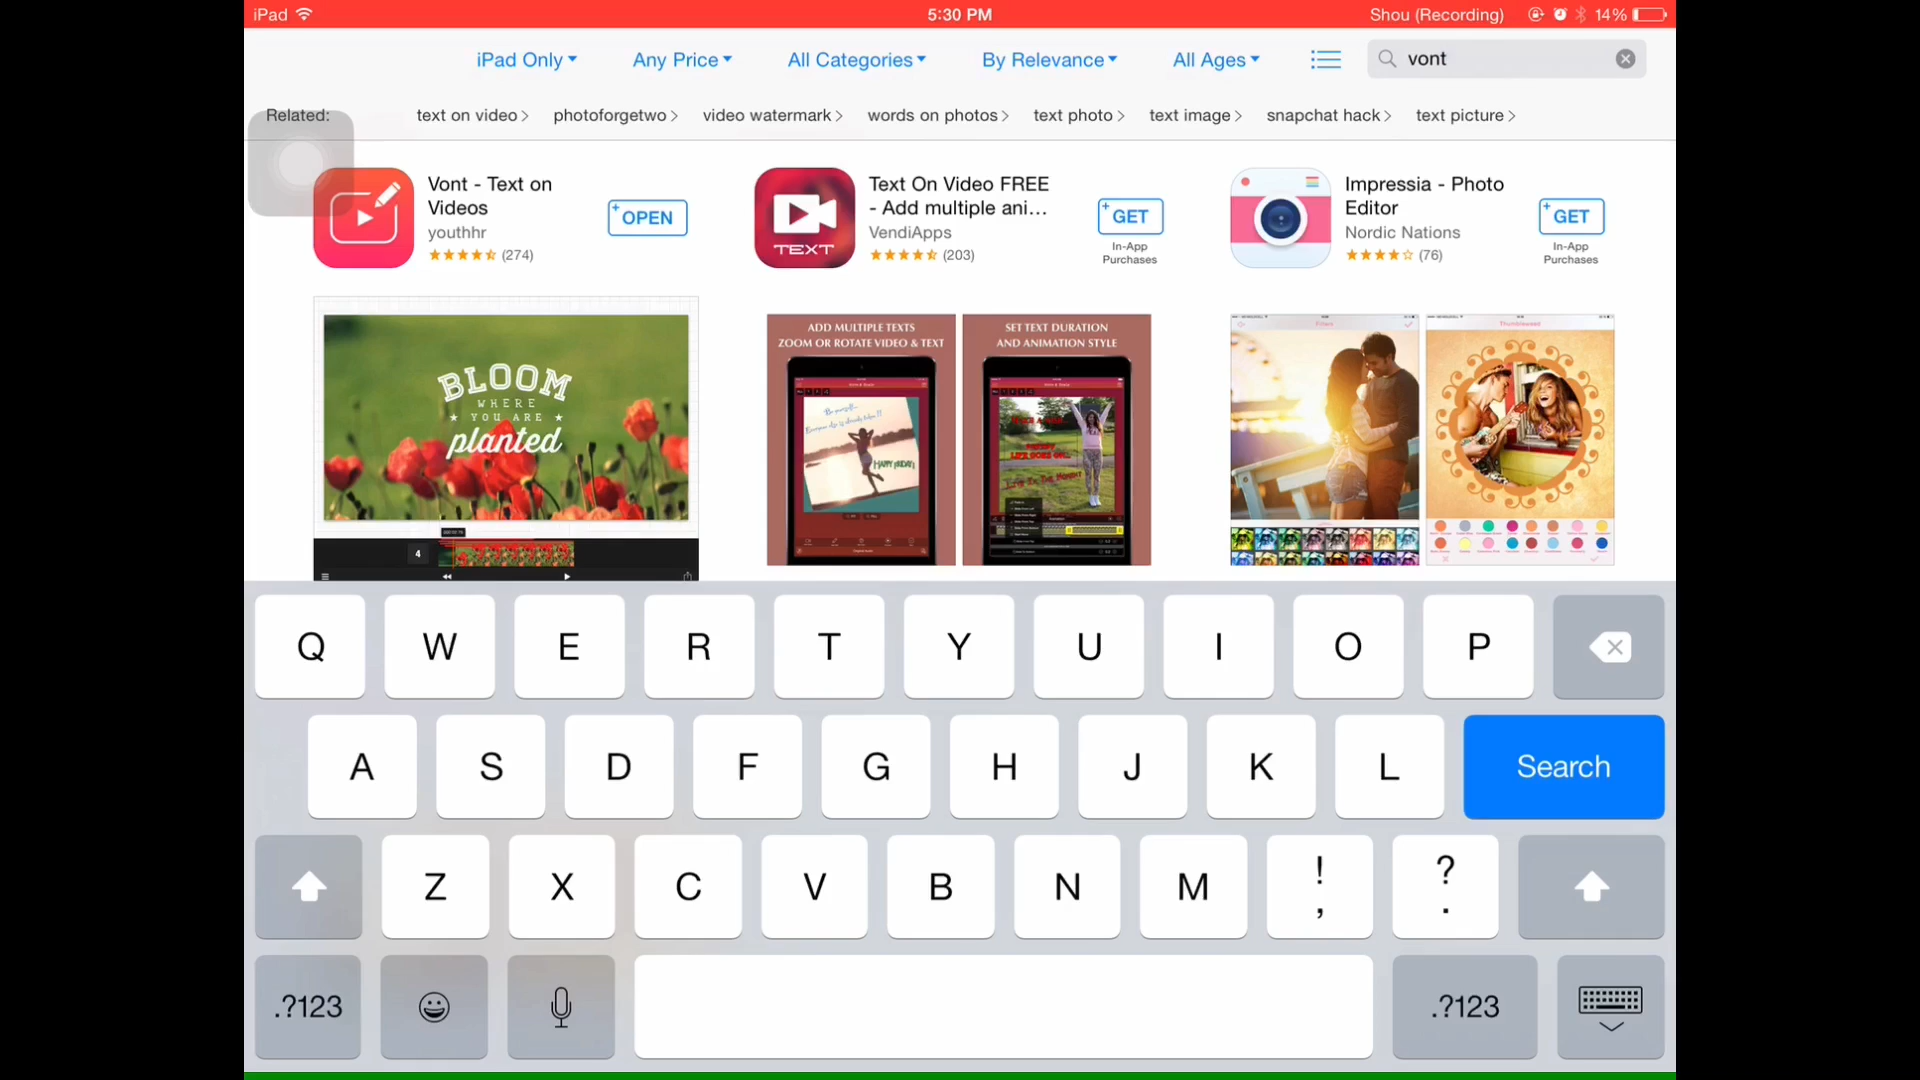 iPad 5:30 PM Shou (Recording) 14%
iPad Only Any Price All Categories By Relevance All Ages vont
Related: text on video photoforgetwo video watermark words on photos text photo text image snapchat hack text picture
Vont - Text on
Videos
youthhr
(274)
+ OPEN
Text On Video FREE
- Add multiple ani...
VendiApps
(203)
+ GET
In-App
Purchases
Impressia - Photo
Editor
Nordic Nations
(76)
+ GET
In-App
Purchases
BLOOM
WHERE
YOU ARE
planted
4
ADD MULTIPLE TEXTS
ZOOM OR ROTATE VIDEO & TEXT
HAPPY FRIDAY!
SET TEXT DURATION
AND ANIMATION STYLE
TEXT
Filters
Q W E R T Y U I O P
A S D F G H J K L Search
Z X C V B N M ! , ? .
.?123 .?123